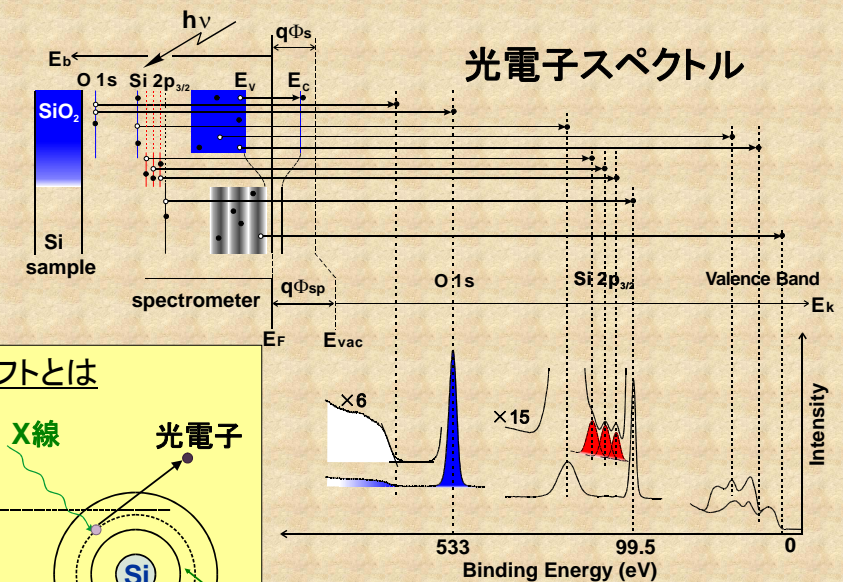 光電子スペクトル
hν
qΦs
Eb
O 1s Si 2p3/2 EV EC
SiO2
Si
sample
spectrometer
qΦsp
O 1s Si 2p3/2 Valence Band
Ek
EF Evac
フトとは
X線 光電子
Si
×6
×15
Intensity
533 99.5 0
Binding Energy (eV)